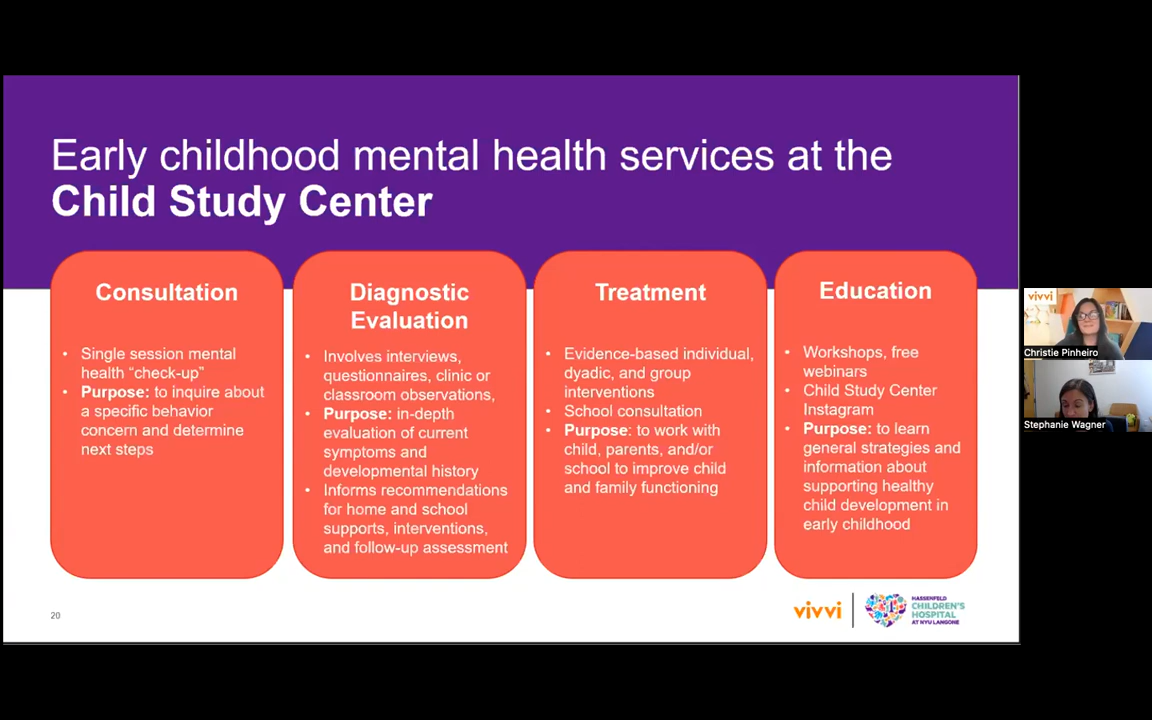 Early childhood mental health services at the
Child Study Center
Consultation
• Single session mental
health “check-up”
• Purpose: to inquire about
a specific behavior
concern and determine
next steps
Diagnostic
Evaluation
• Involves interviews,
questionnaires, clinic or
classroom observations,
• Purpose: in-depth
evaluation of current
symptoms and
developmental history
• Informs recommendations
for home and school
supports, interventions,
and follow-up assessment
Treatment
• Evidence-based individual,
dyadic, and group
interventions
• School consultation
• Purpose: to work with
child, parents, and/or
school to improve child
and family functioning
Education
• Workshops, free
webinars
• Child Study Center
Instagram
• Purpose: to learn
general strategies and
information about
supporting healthy
child development in
early childhood
20
vivvi
HASSENFELD
CHILDREN'S
HOSPITAL
AT NYU LANGONE
vivvi
Christie Pinheiro
Stephanie Wagner